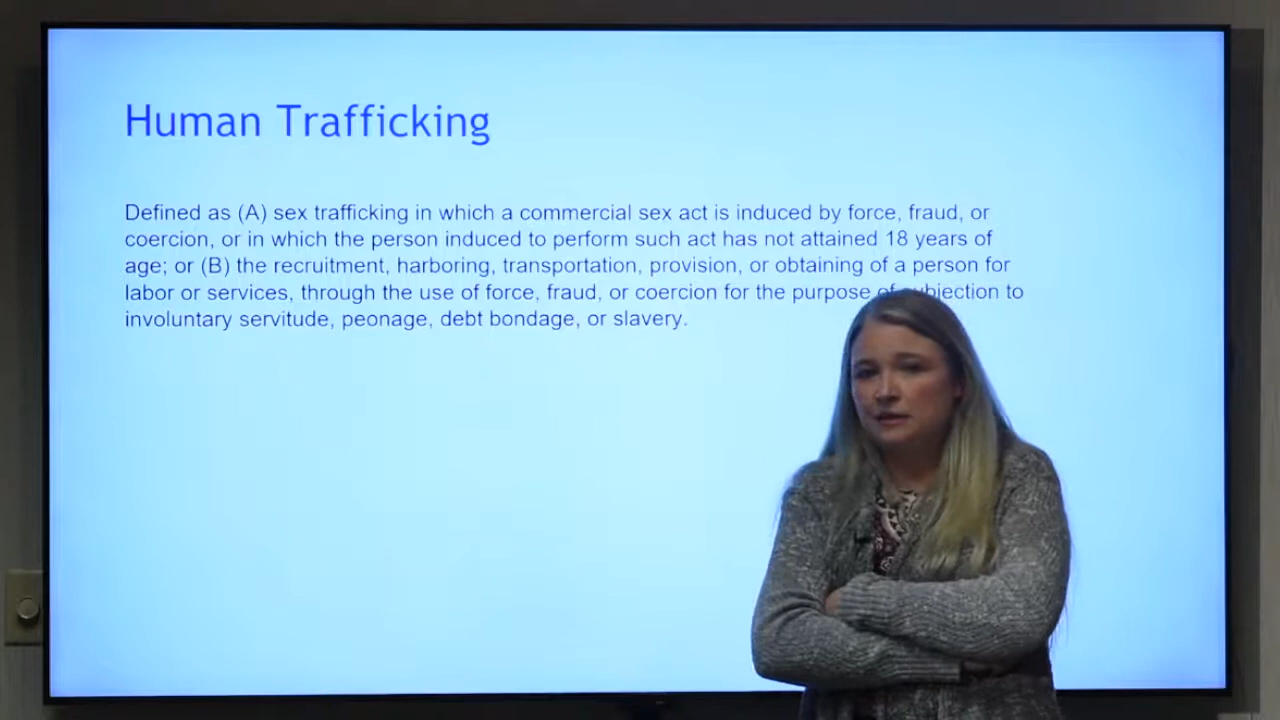 Human Trafficking
Defined as (A) sex trafficking in which a commercial sex act is induced by force, fraud, or
coercion, or in which the person induced to perform such act has not attained 18 years of
age; or (B) the recruitment, harboring, transportation, provision, or obtaining of a person for
labor or services, through the use of force, fraud, or coercion for the purpose of subjection to
involuntary servitude, peonage, debt bondage, or slavery.